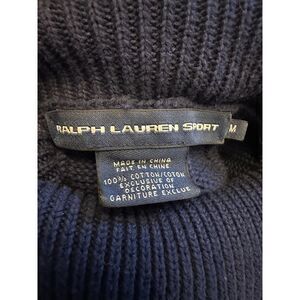 RALPH LAUREN SPORT
M
MADE IN CHINA
FAIT EN CHINE
100% COTTON/COTON
EXCLUSIVE OF
DECORATION
GARNITURE EXCLUE